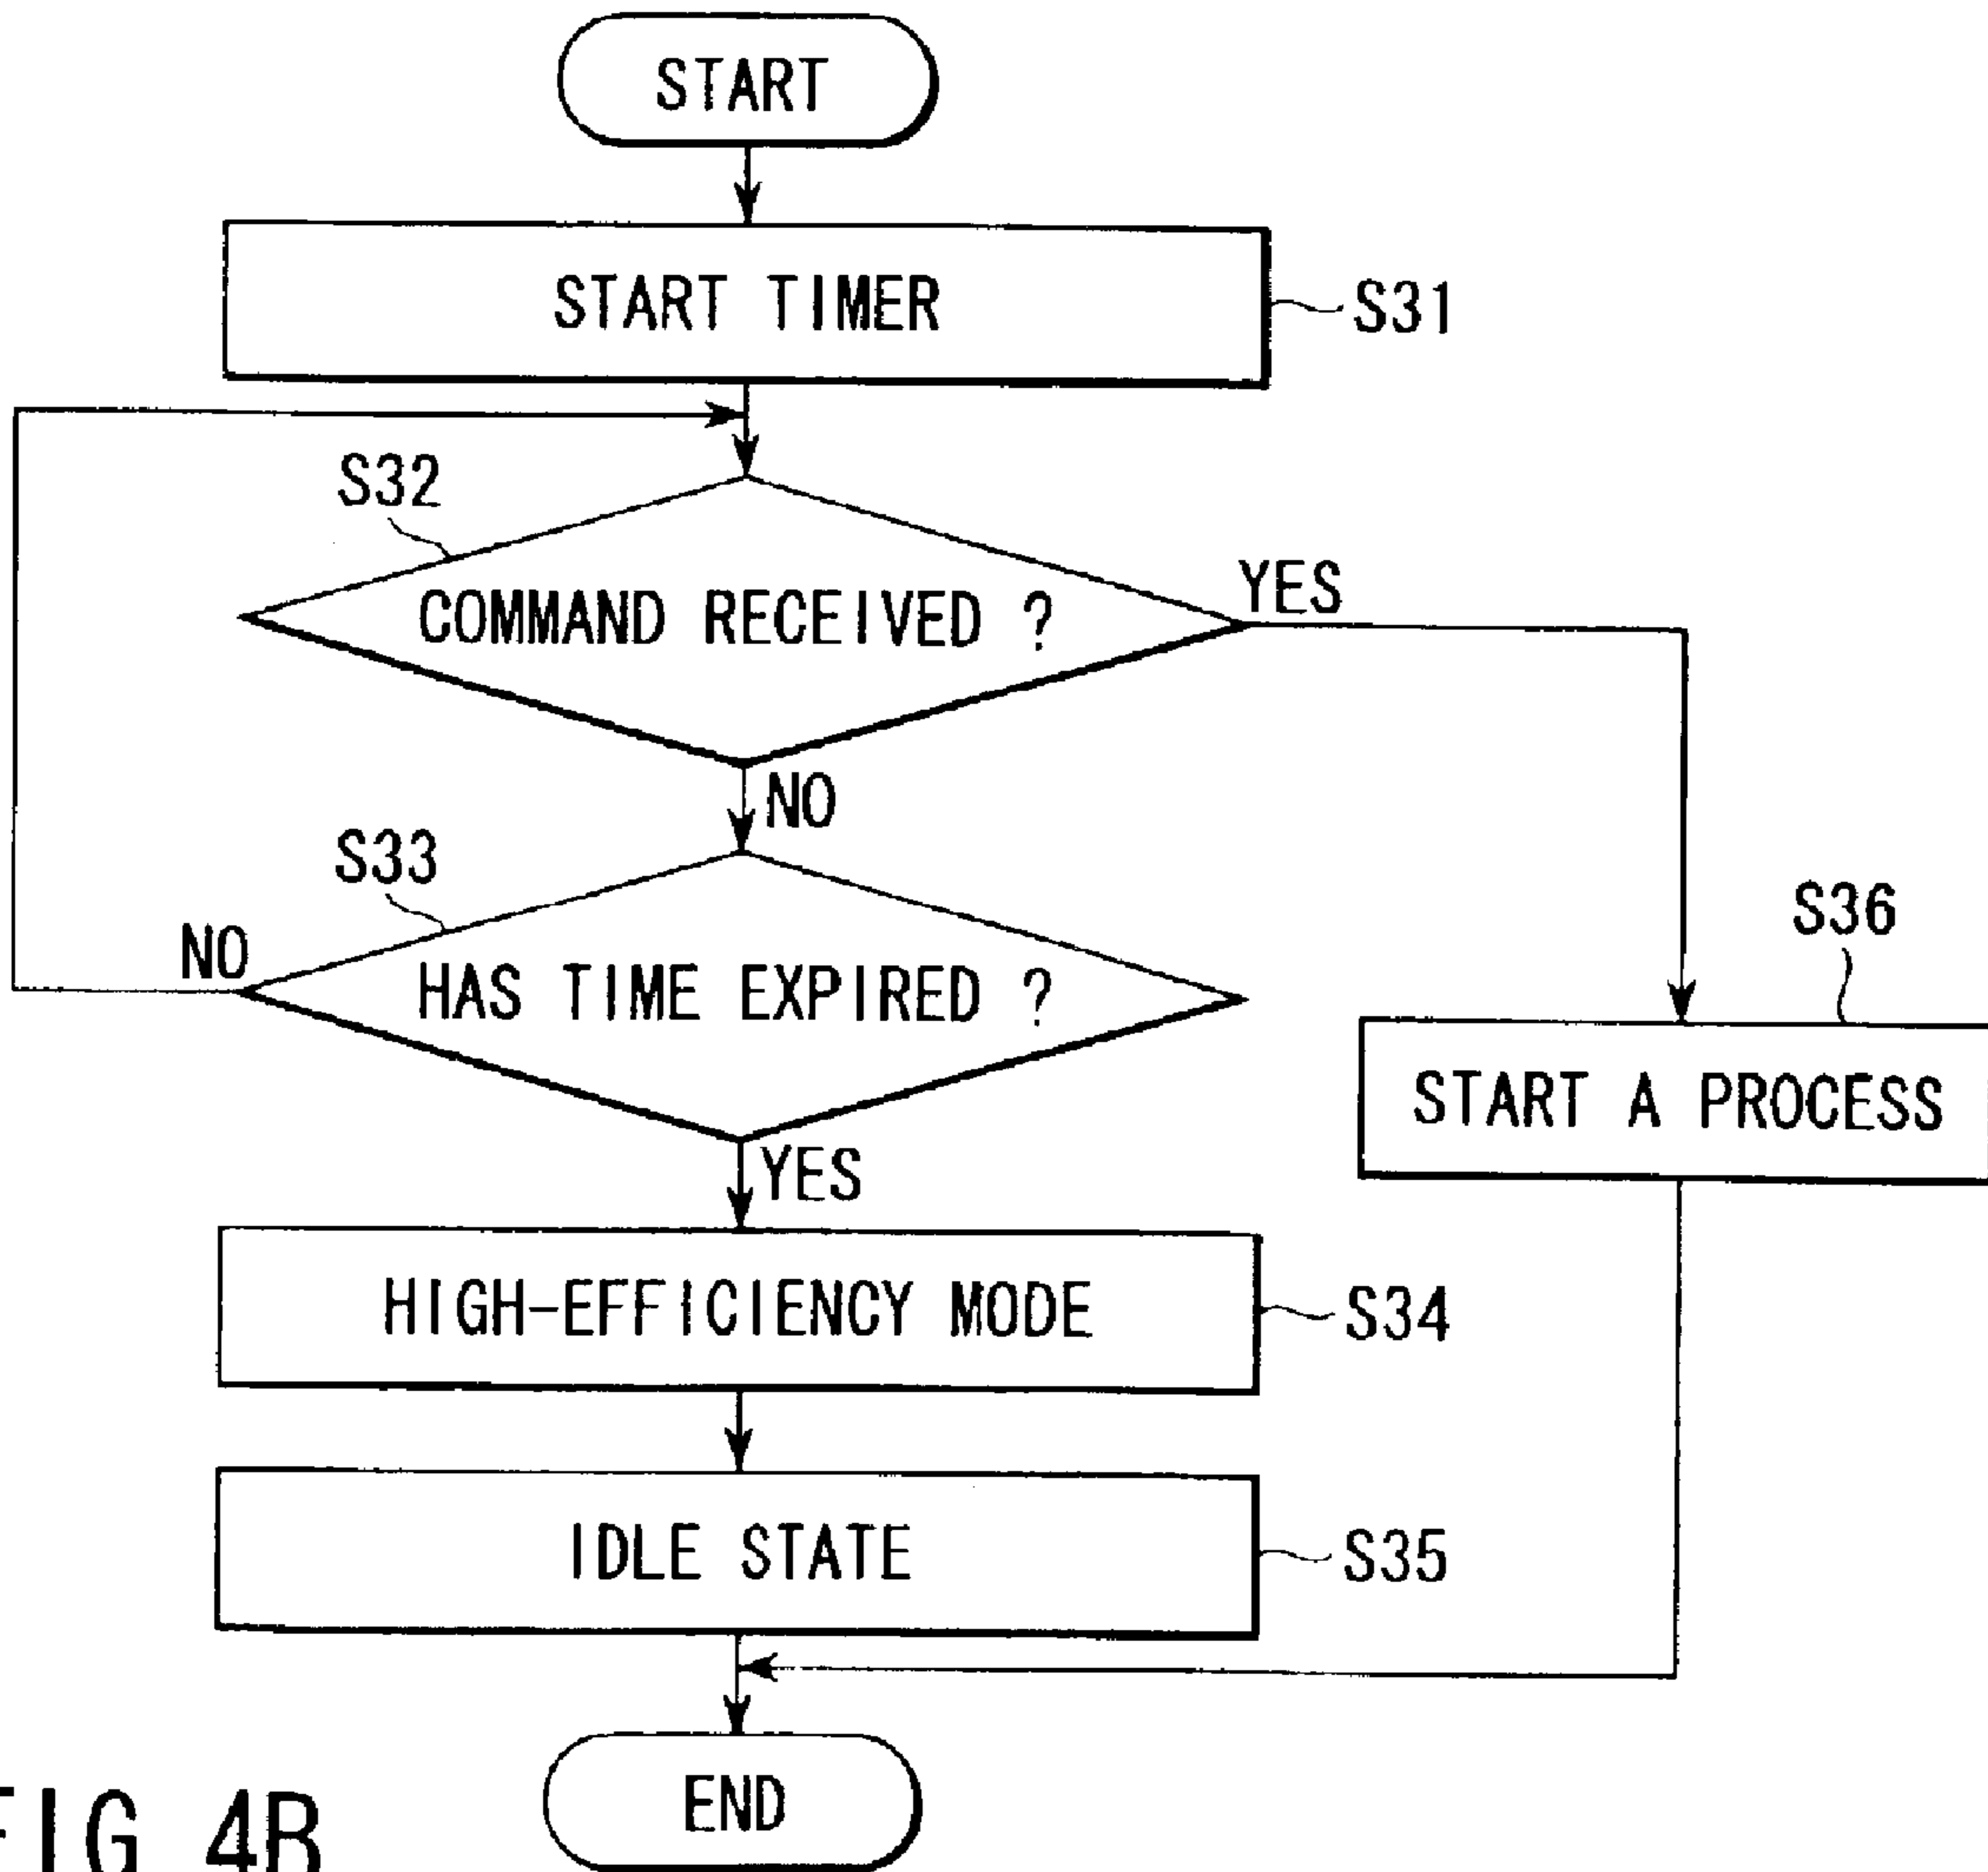 START
START TIMER
S31
S32
COMMAND RECEIVED ?
YES
NO
S33
NO
HAS TIME EXPIRED ?
YES
S36
START A PROCESS
HIGH-EFFICIENCY MODE
S34
IDLE STATE
S35
END
FIG 4B